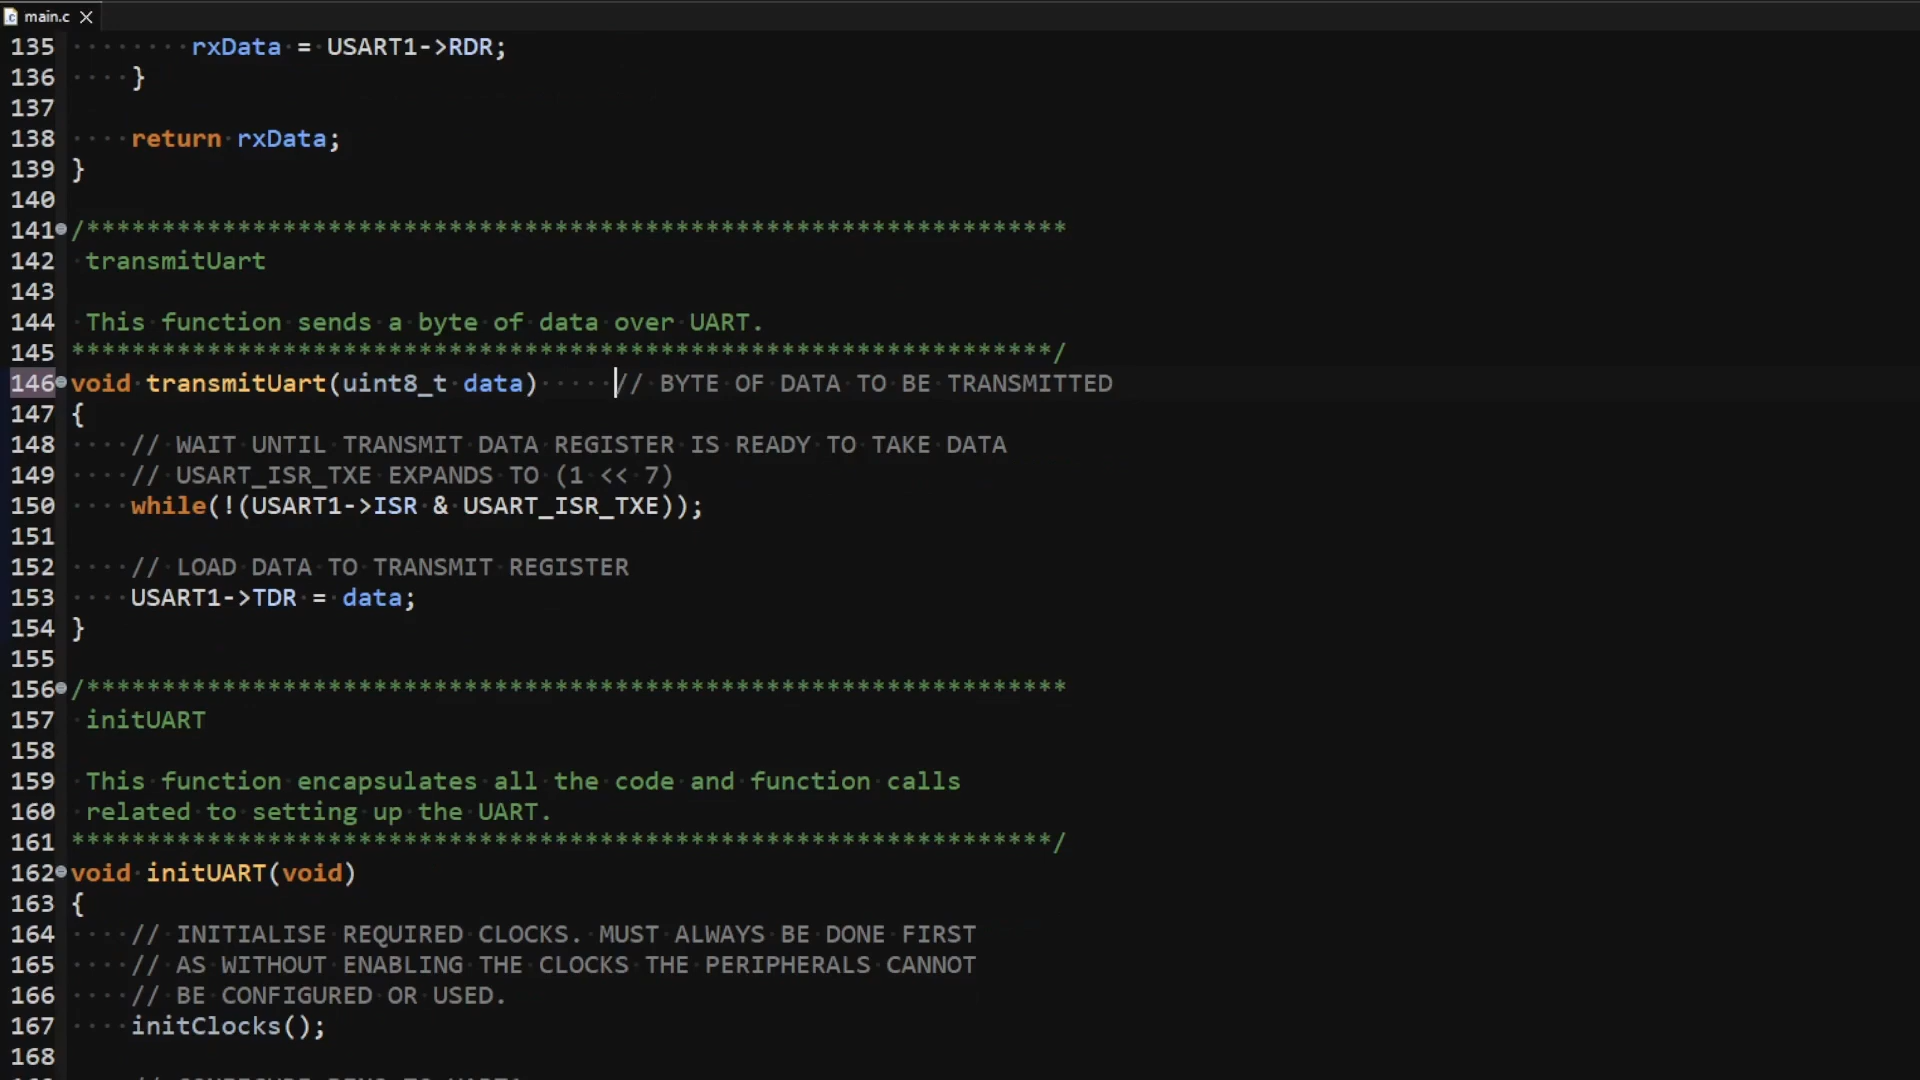 main.c
135 rxData = USART1->RDR;
136 }
137
138 return rxData;
139 }
140
141 /*****************************************************************
142 transmitUart
143
144 This function sends a byte of data over UART.
145 *****************************************************************/
146 void transmitUart(uint8_t data) // BYTE OF DATA TO BE TRANSMITTED
147 {
148 // WAIT UNTIL TRANSMIT DATA REGISTER IS READY TO TAKE DATA
149 // USART_ISR_TXE EXPANDS TO (1 << 7)
150 while(!(USART1->ISR & USART_ISR_TXE));
151
152 // LOAD DATA TO TRANSMIT REGISTER
153 USART1->TDR = data;
154 }
155
156 /*****************************************************************
157 initUART
158
159 This function encapsulates all the code and function calls
160 related to setting up the UART.
161 *****************************************************************/
162 void initUART(void)
163 {
164 // INITIALISE REQUIRED CLOCKS. MUST ALWAYS BE DONE FIRST
165 // AS WITHOUT ENABLING THE CLOCKS THE PERIPHERALS CANNOT
166 // BE CONFIGURED OR USED.
167 initClocks();
168